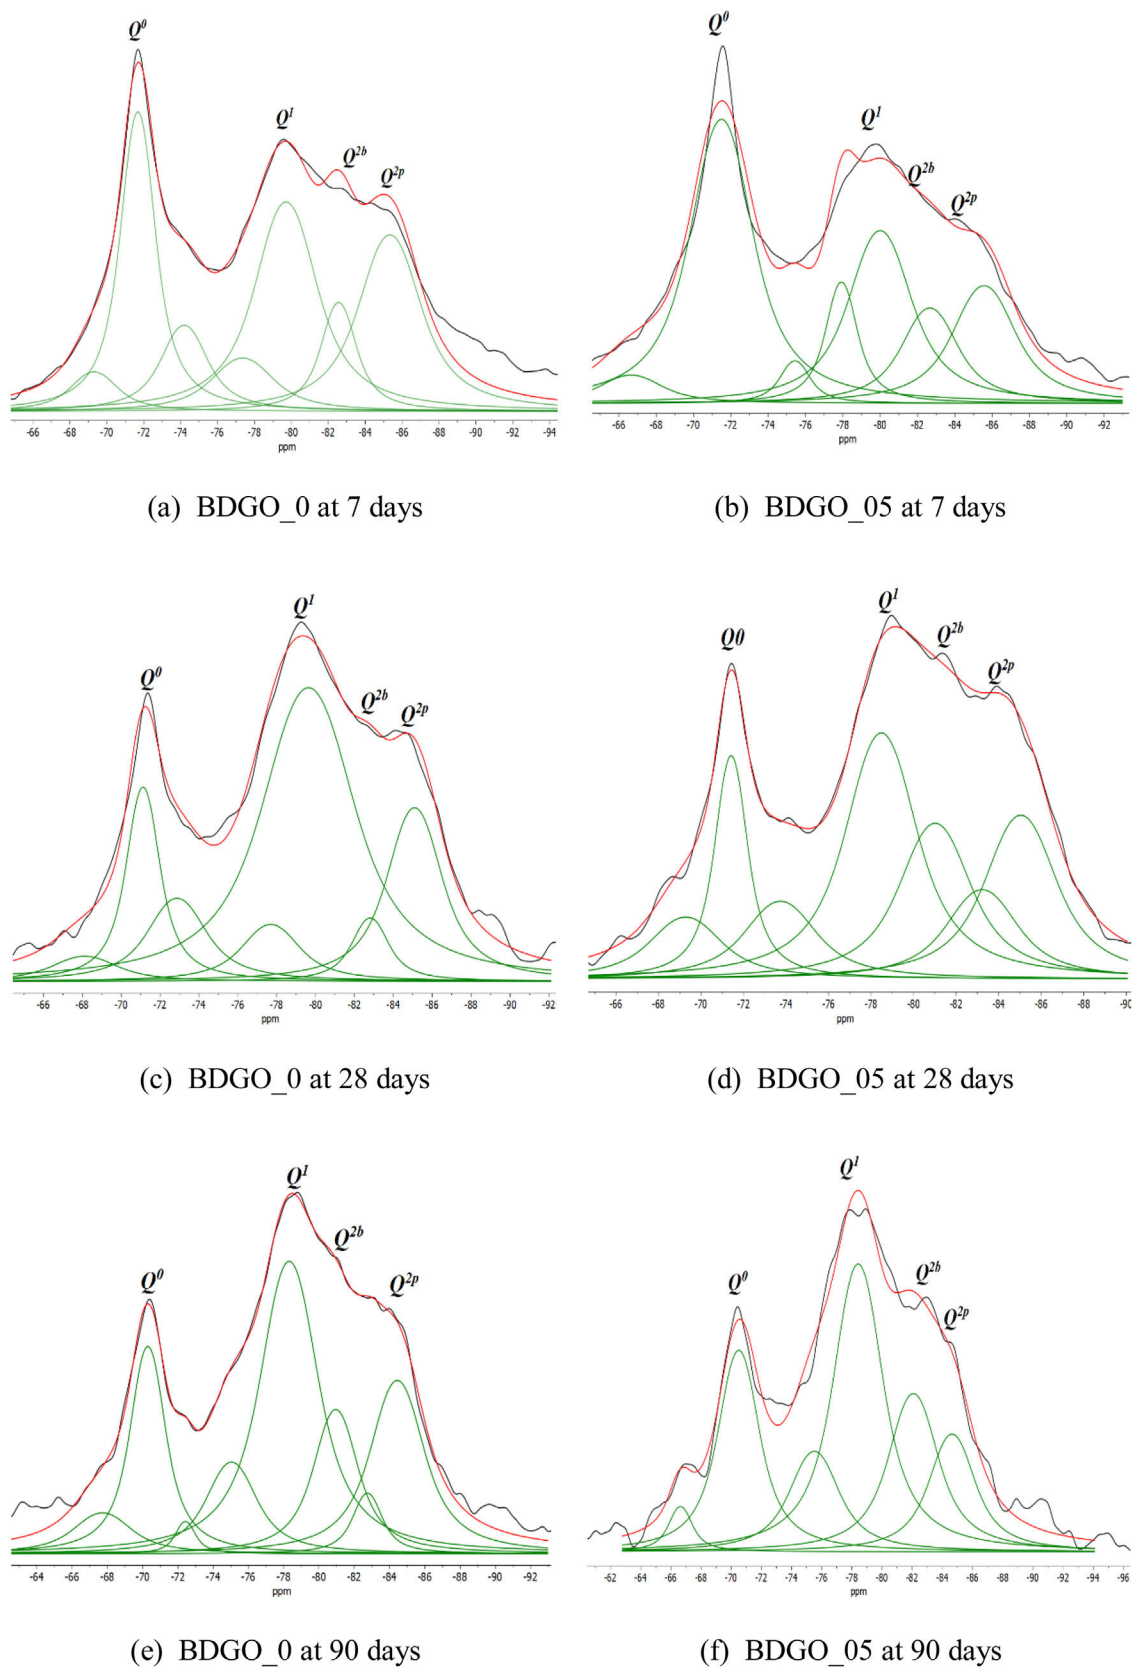 Q⁰ Q¹ Q²ᵇ Q²ᵖ
-66 -68 -70 -72 -74 -76 -78 -80 -82 -84 -86 -88 -90 -92 -94
ppm
(a) BDGO_0 at 7 days
Q⁰ Q¹ Q²ᵇ Q²ᵖ
-66 -68 -70 -72 -74 -76 -78 -80 -82 -84 -86 -88 -90 -92
ppm
(b) BDGO_05 at 7 days
Q⁰ Q¹ Q²ᵇ Q²ᵖ
-66 -68 -70 -72 -74 -76 -78 -80 -82 -84 -86 -88 -90 -92
ppm
(c) BDGO_0 at 28 days
Q0 Q¹ Q²ᵇ Q²ᵖ
-66 -68 -70 -72 -74 -76 -78 -80 -82 -84 -86 -88 -90
ppm
(d) BDGO_05 at 28 days
Q⁰ Q¹ Q²ᵇ Q²ᵖ
-64 -66 -68 -70 -72 -74 -76 -78 -80 -82 -84 -86 -88 -90 -92
ppm
(e) BDGO_0 at 90 days
Q⁰ Q¹ Q²ᵇ Q²ᵖ
-62 -64 -66 -68 -70 -72 -74 -76 -78 -80 -82 -84 -86 -88 -90 -92 -94 -96
ppm
(f) BDGO_05 at 90 days